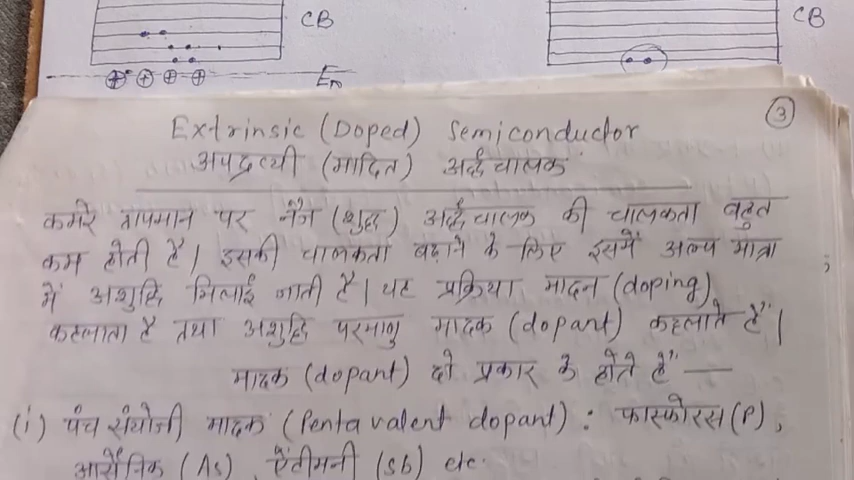 CB CB
⊕ ⊕ ⊕ ⊕ En
③
Extrinsic (Doped) Semiconductor
अपद्रव्यी (मादित) अर्द्धचालक
कमरे तापमान पर नैज (शुद्ध) अर्द्धचालक की चालकता बहुत
कम होती है। इसकी चालकता बढ़ाने के लिए इसमें अल्प मात्रा
में अशुद्धि मिलाई जाती है। यह प्रक्रिया मादन (doping)
कहलाता है तथा अशुद्धि परमाणु मादक (dopant) कहलाते हैं।
मादक (dopant) दो प्रकार के होते हैं —
(i) पंच संयोजी मादक (Penta valent dopant) : फास्फोरस (P),
आर्सेनिक (As), ऐंटीमनी (Sb) etc.